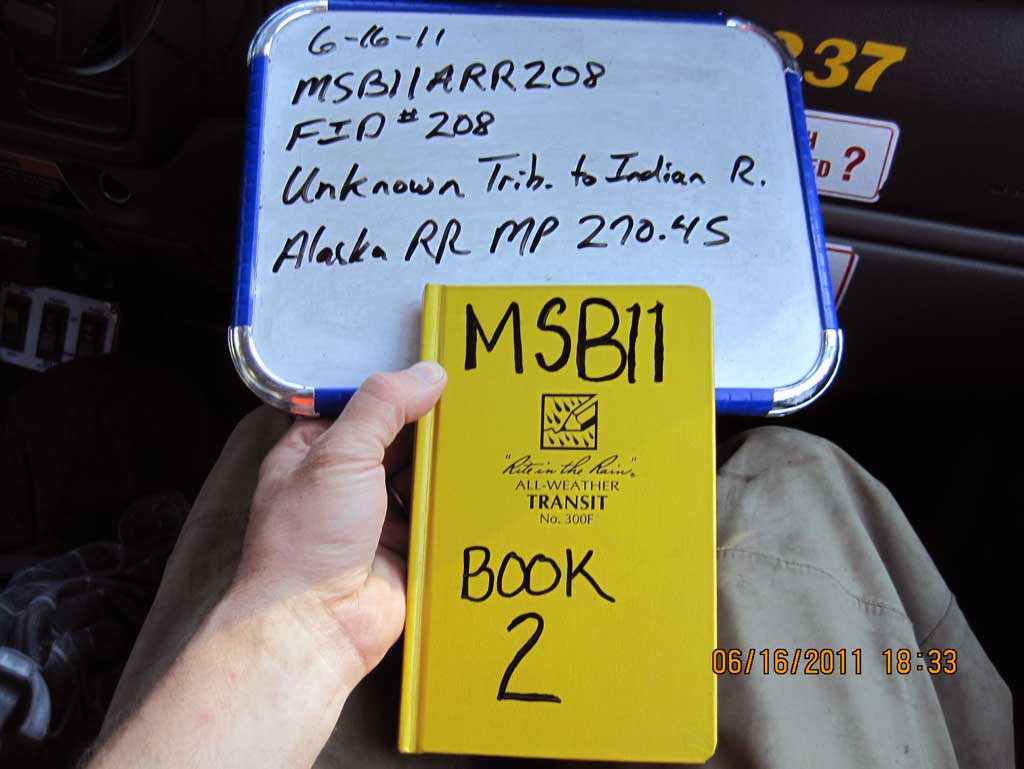 6-16-11
MSB11ARR208
FID #208
Unknown Trib. to Indian R.
Alaska RR MP 270.45
237
?
MSB11
"Rite in the Rain"®
ALL-WEATHER
TRANSIT
No. 300F
BOOK
2
06/16/2011 18:33